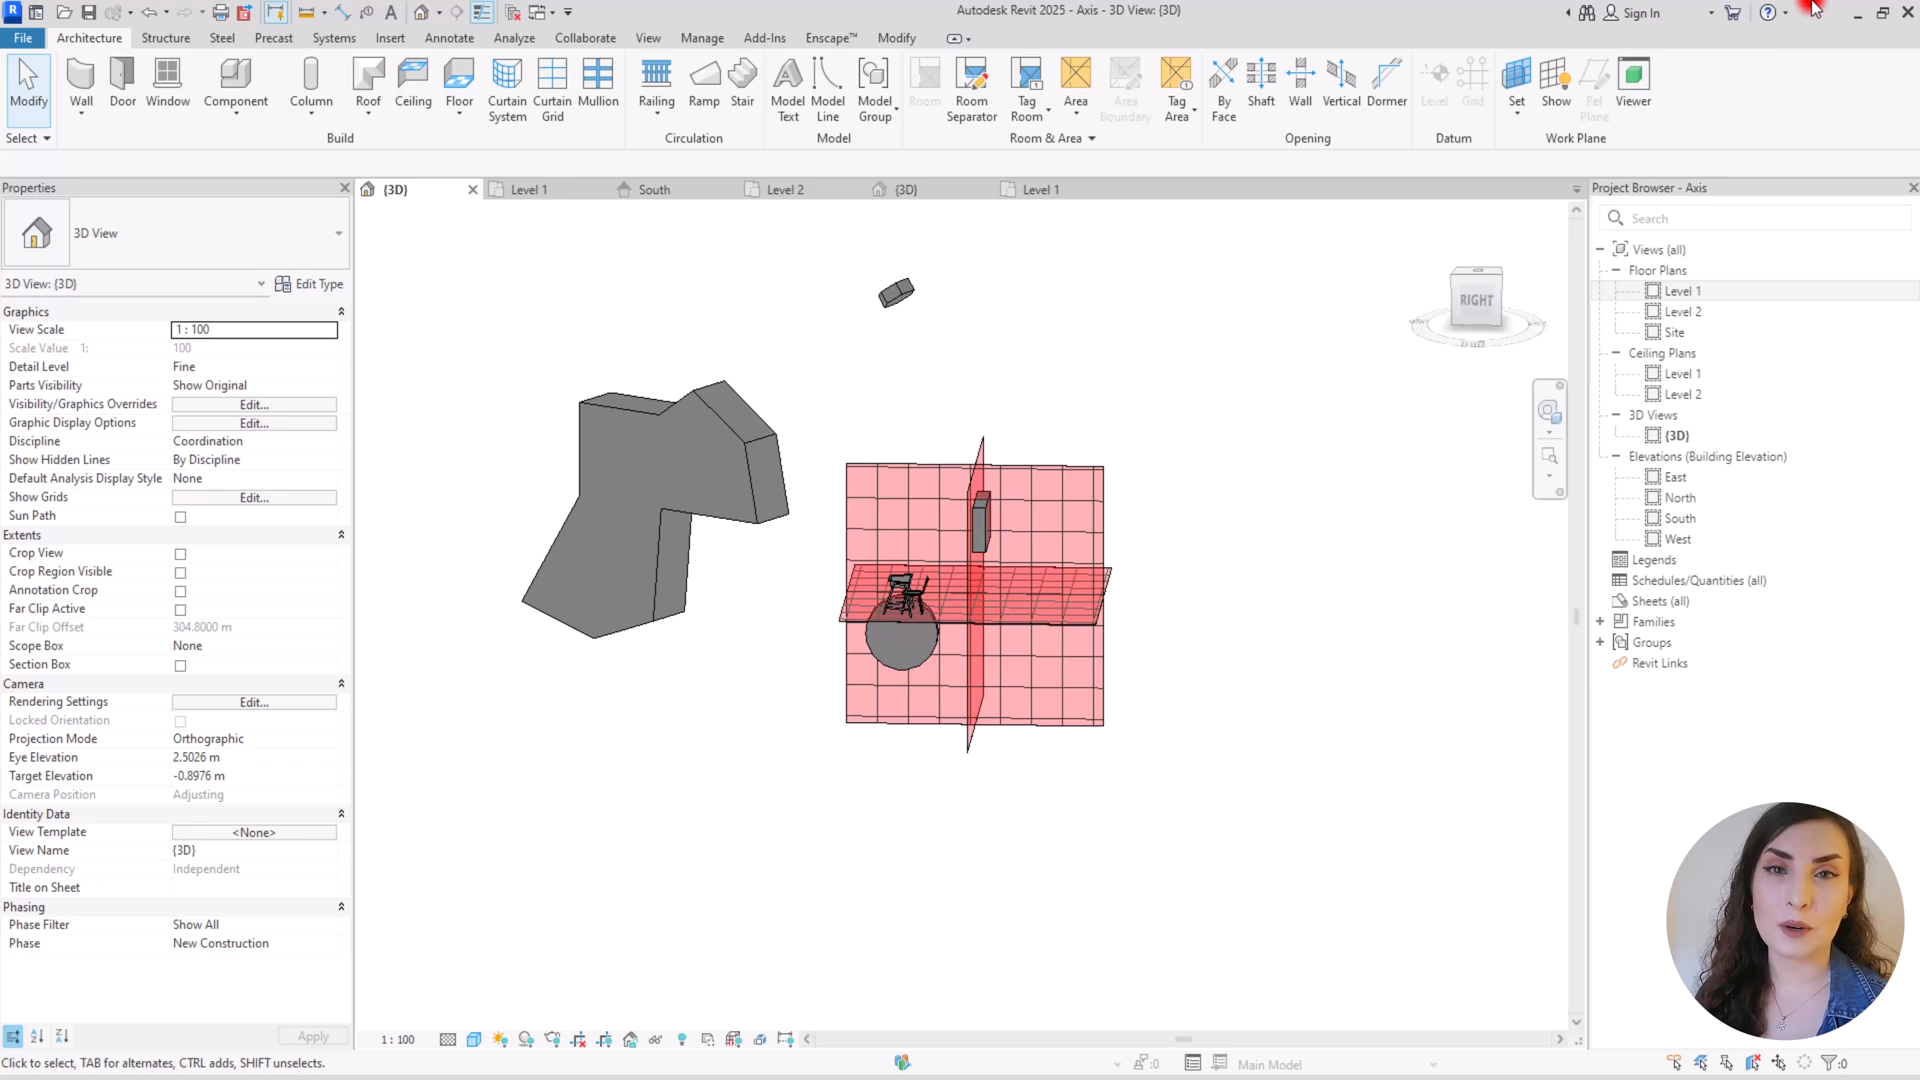 Autodesk Revit 2025 - Axis - 3D View: {3D}
Sign In
File Architecture Structure Steel Precast Systems Insert Annotate Analyze Collaborate View Manage Add-Ins Enscape™ Modify
Modify Wall Door Window Component Column Roof Ceiling Floor Curtain System Curtain Grid Mullion Railing Ramp Stair Model Text Model Line Model Group Room Room Separator Tag Room Area Area Boundary Tag Area By Face Shaft Wall Vertical Dormer Level Grid Set Show Ref Plane Viewer
Select Build Circulation Model Room & Area Opening Datum Work Plane
Properties
{3D} Level 1 South Level 2 {3D} Level 1
Project Browser - Axis
3D View
3D View: {3D} Edit Type
Graphics
View Scale 1 : 100
Scale Value 1: 100
Detail Level Fine
Parts Visibility Show Original
Visibility/Graphics Overrides Edit...
Graphic Display Options Edit...
Discipline Coordination
Show Hidden Lines By Discipline
Default Analysis Display Style None
Show Grids Edit...
Sun Path
Extents
Crop View
Crop Region Visible
Annotation Crop
Far Clip Active
Far Clip Offset 304.8000 m
Scope Box None
Section Box
Camera
Rendering Settings Edit...
Locked Orientation
Projection Mode Orthographic
Eye Elevation 2.5026 m
Target Elevation -0.8976 m
Camera Position Adjusting
Identity Data
View Template <None>
View Name {3D}
Dependency Independent
Title on Sheet
Phasing
Phase Filter Show All
Phase New Construction
Apply
RIGHT
Search
Views (all)
Floor Plans
Level 1
Level 2
Site
Ceiling Plans
Level 1
Level 2
3D Views
{3D}
Elevations (Building Elevation)
East
North
South
West
Legends
Schedules/Quantities (all)
Sheets (all)
Families
Groups
Revit Links
1 : 100
Click to select, TAB for alternates, CTRL adds, SHIFT unselects.
:0
Main Model
:0